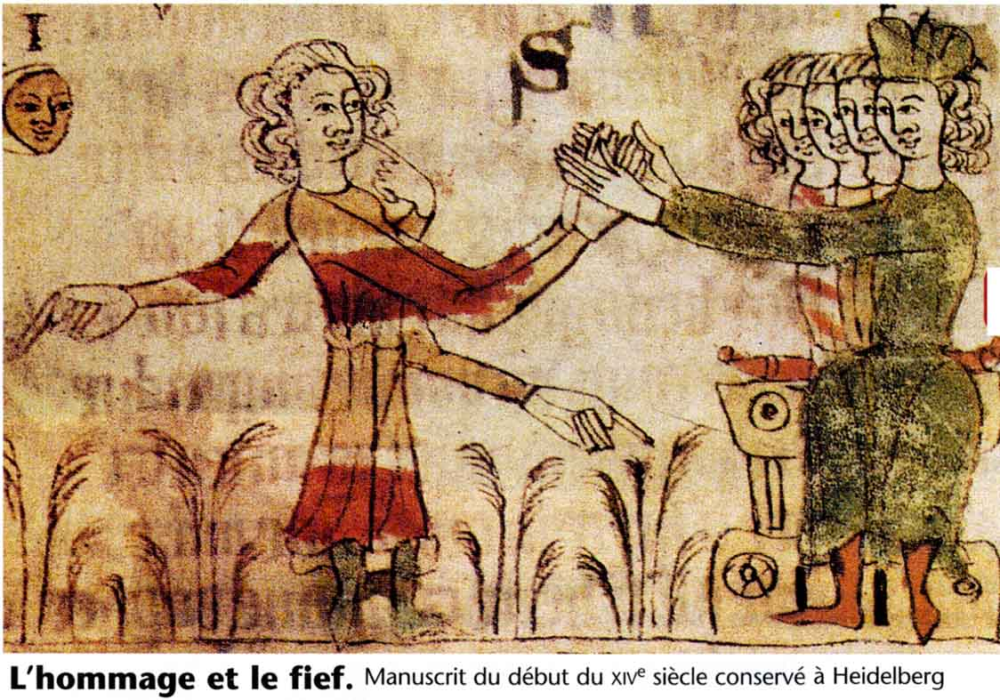 I
S
L'hommage et le fief. Manuscrit du début du XIVe siècle conservé à Heidelberg